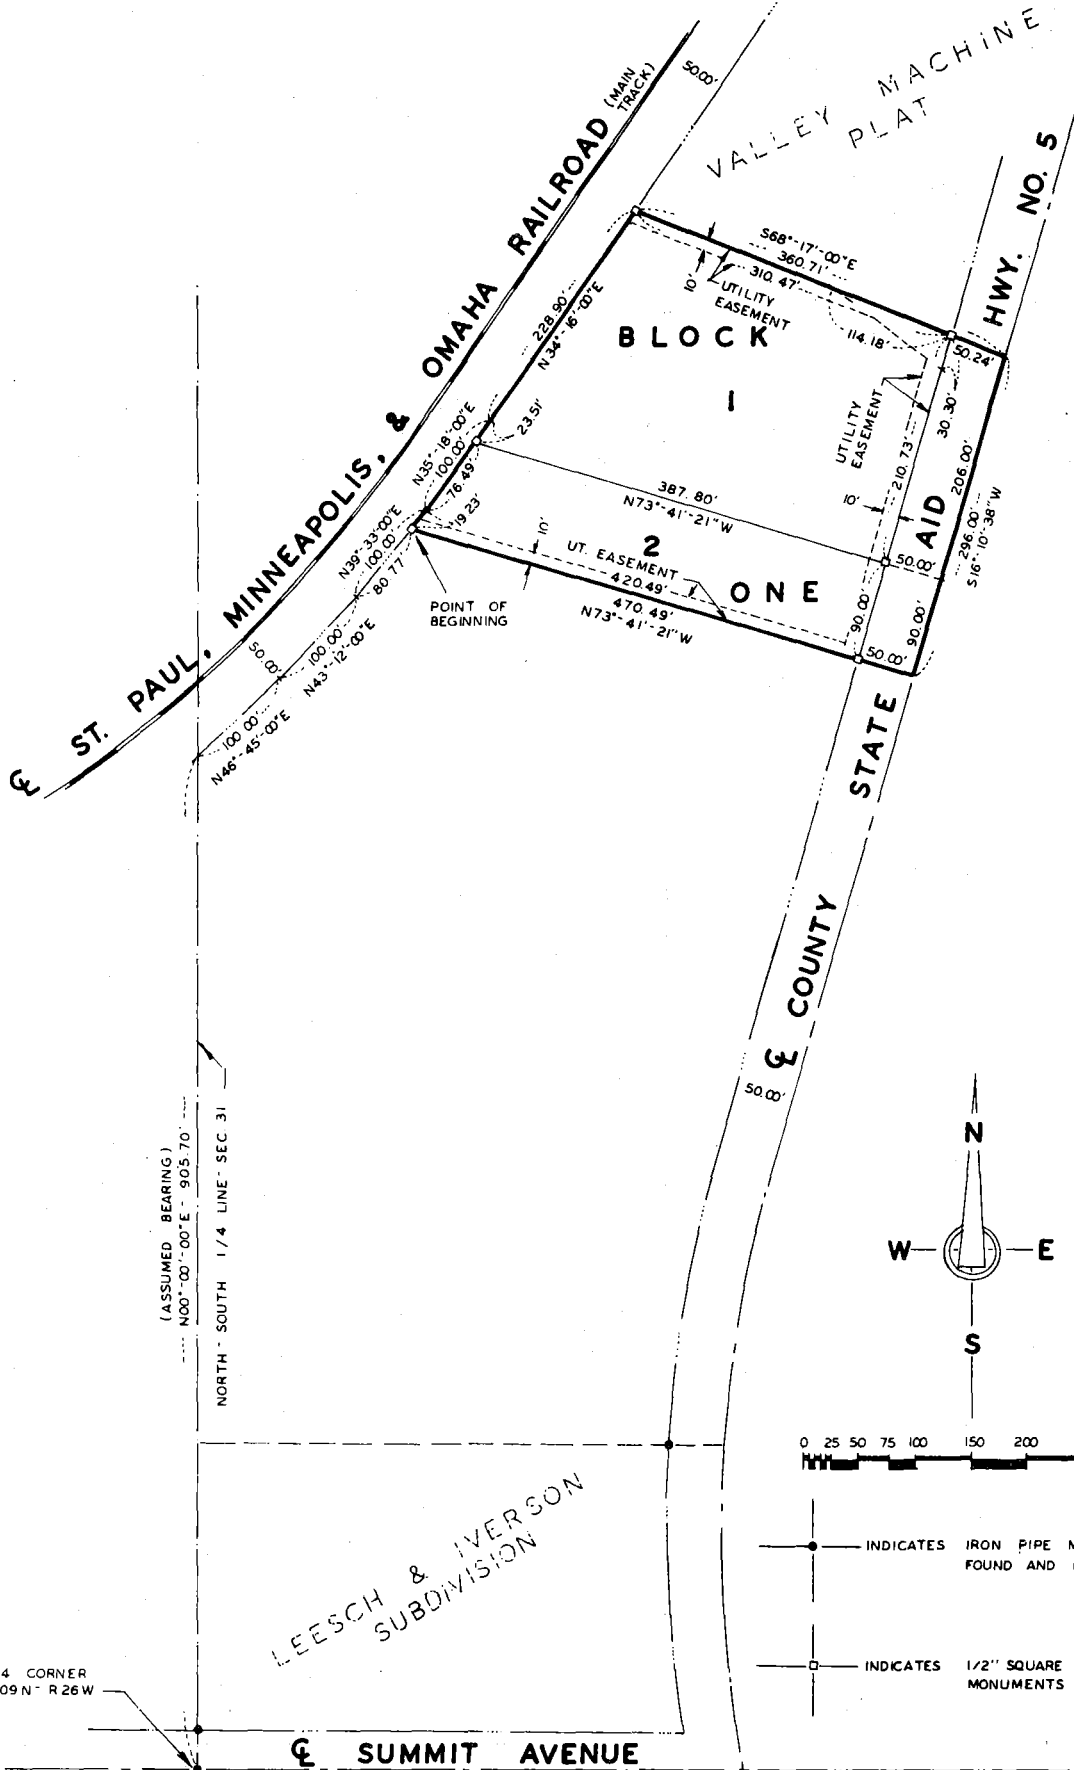 VALLEY MACHINE
PLAT
50.00'
(MAIN
TRACK)
℄ ST. PAUL, MINNEAPOLIS, & OMAHA RAILROAD
HWY. NO. 5
S68°-17'-00"E
360.71'
310.47'
10'
UTILITY
EASEMENT
BLOCK
1
114.18'
50.24'
30.30'
UTILITY
EASEMENT
210.73'
10'
AID
206.00'
296.00'
S16°-10'-38"W
228.90'
N34°-16'-00"E
23.51'
N35°-18'-00"E
100.00'
76.49'
19.23'
387.80'
N73°-41'-21"W
50.00'
N39°-33'-00"E
100.00'
80.77'
10'
2
UT. EASEMENT
420.49'
470.49'
N73°-41'-21"W
ONE
90.00'
90.00'
50.00'
POINT OF
BEGINNING
50.00'
100.00'
N43°-12'-00"E
100.00'
N46°-45'-00"E
STATE
℄ COUNTY
50.00'
(ASSUMED BEARING)
N00°-00'-00"E - 905.70'
NORTH - SOUTH 1/4 LINE - SEC. 31
N
W E
S
0 25 50 75 100 150 200
INDICATES IRON PIPE
FOUND AND
INDICATES 1/2" SQUARE
MONUMENTS
LEESCH & IVERSON
SUBDIVISION
4 CORNER
09 N - R 26 W
℄ SUMMIT AVENUE